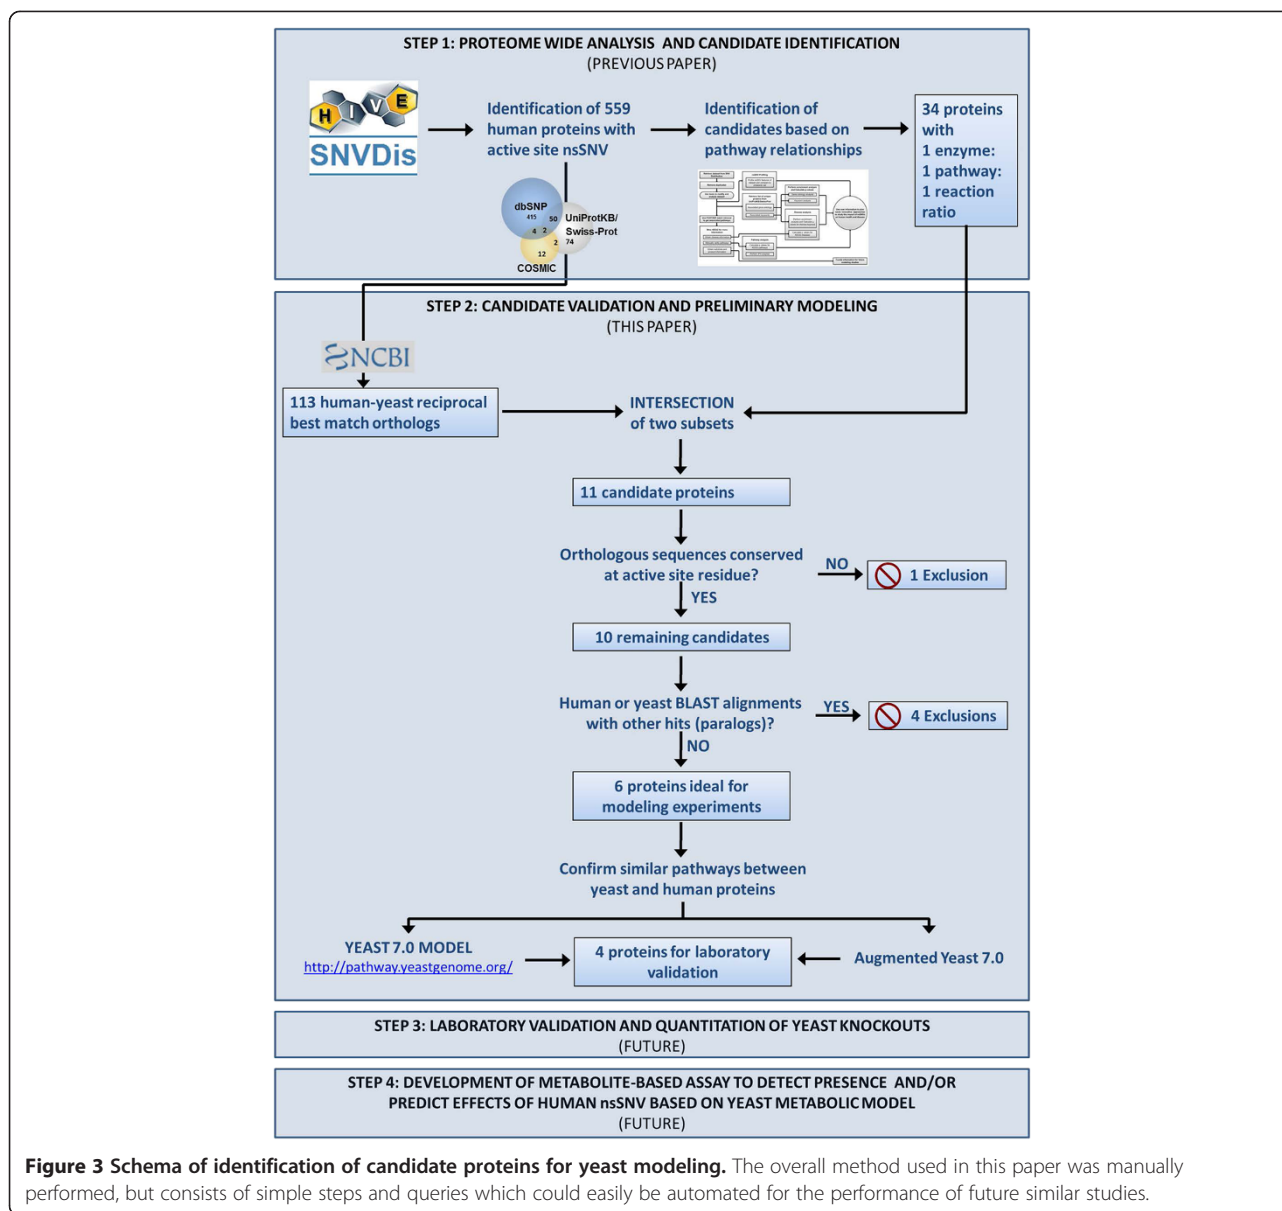 STEP 1: PROTEOME WIDE ANALYSIS AND CANDIDATE IDENTIFICATION
(PREVIOUS PAPER)
HIVE
SNVDis
Identification of 559
human proteins with
active site nsSNV
Identification of
candidates based on
pathway relationships
34 proteins
with
1 enzyme:
1 pathway:
1 reaction
ratio
dbSNP
415
50
UniProtKB/
Swiss-Prot
4
2
2
74
12
COSMIC
STEP 2: CANDIDATE VALIDATION AND PRELIMINARY MODELING
(THIS PAPER)
NCBI
113 human-yeast reciprocal
best match orthologs
INTERSECTION
of two subsets
11 candidate proteins
Orthologous sequences conserved
at active site residue?
NO
1 Exclusion
YES
10 remaining candidates
Human or yeast BLAST alignments
with other hits (paralogs)?
YES
4 Exclusions
NO
6 proteins ideal for
modeling experiments
Confirm similar pathways between
yeast and human proteins
YEAST 7.0 MODEL
http://pathway.yeastgenome.org/
4 proteins for laboratory
validation
Augmented Yeast 7.0
STEP 3: LABORATORY VALIDATION AND QUANTITATION OF YEAST KNOCKOUTS
(FUTURE)
STEP 4: DEVELOPMENT OF METABOLITE-BASED ASSAY TO DETECT PRESENCE AND/OR
PREDICT EFFECTS OF HUMAN nsSNV BASED ON YEAST METABOLIC MODEL
(FUTURE)
Figure 3 Schema of identification of candidate proteins for yeast modeling. The overall method used in this paper was manually
performed, but consists of simple steps and queries which could easily be automated for the performance of future similar studies.